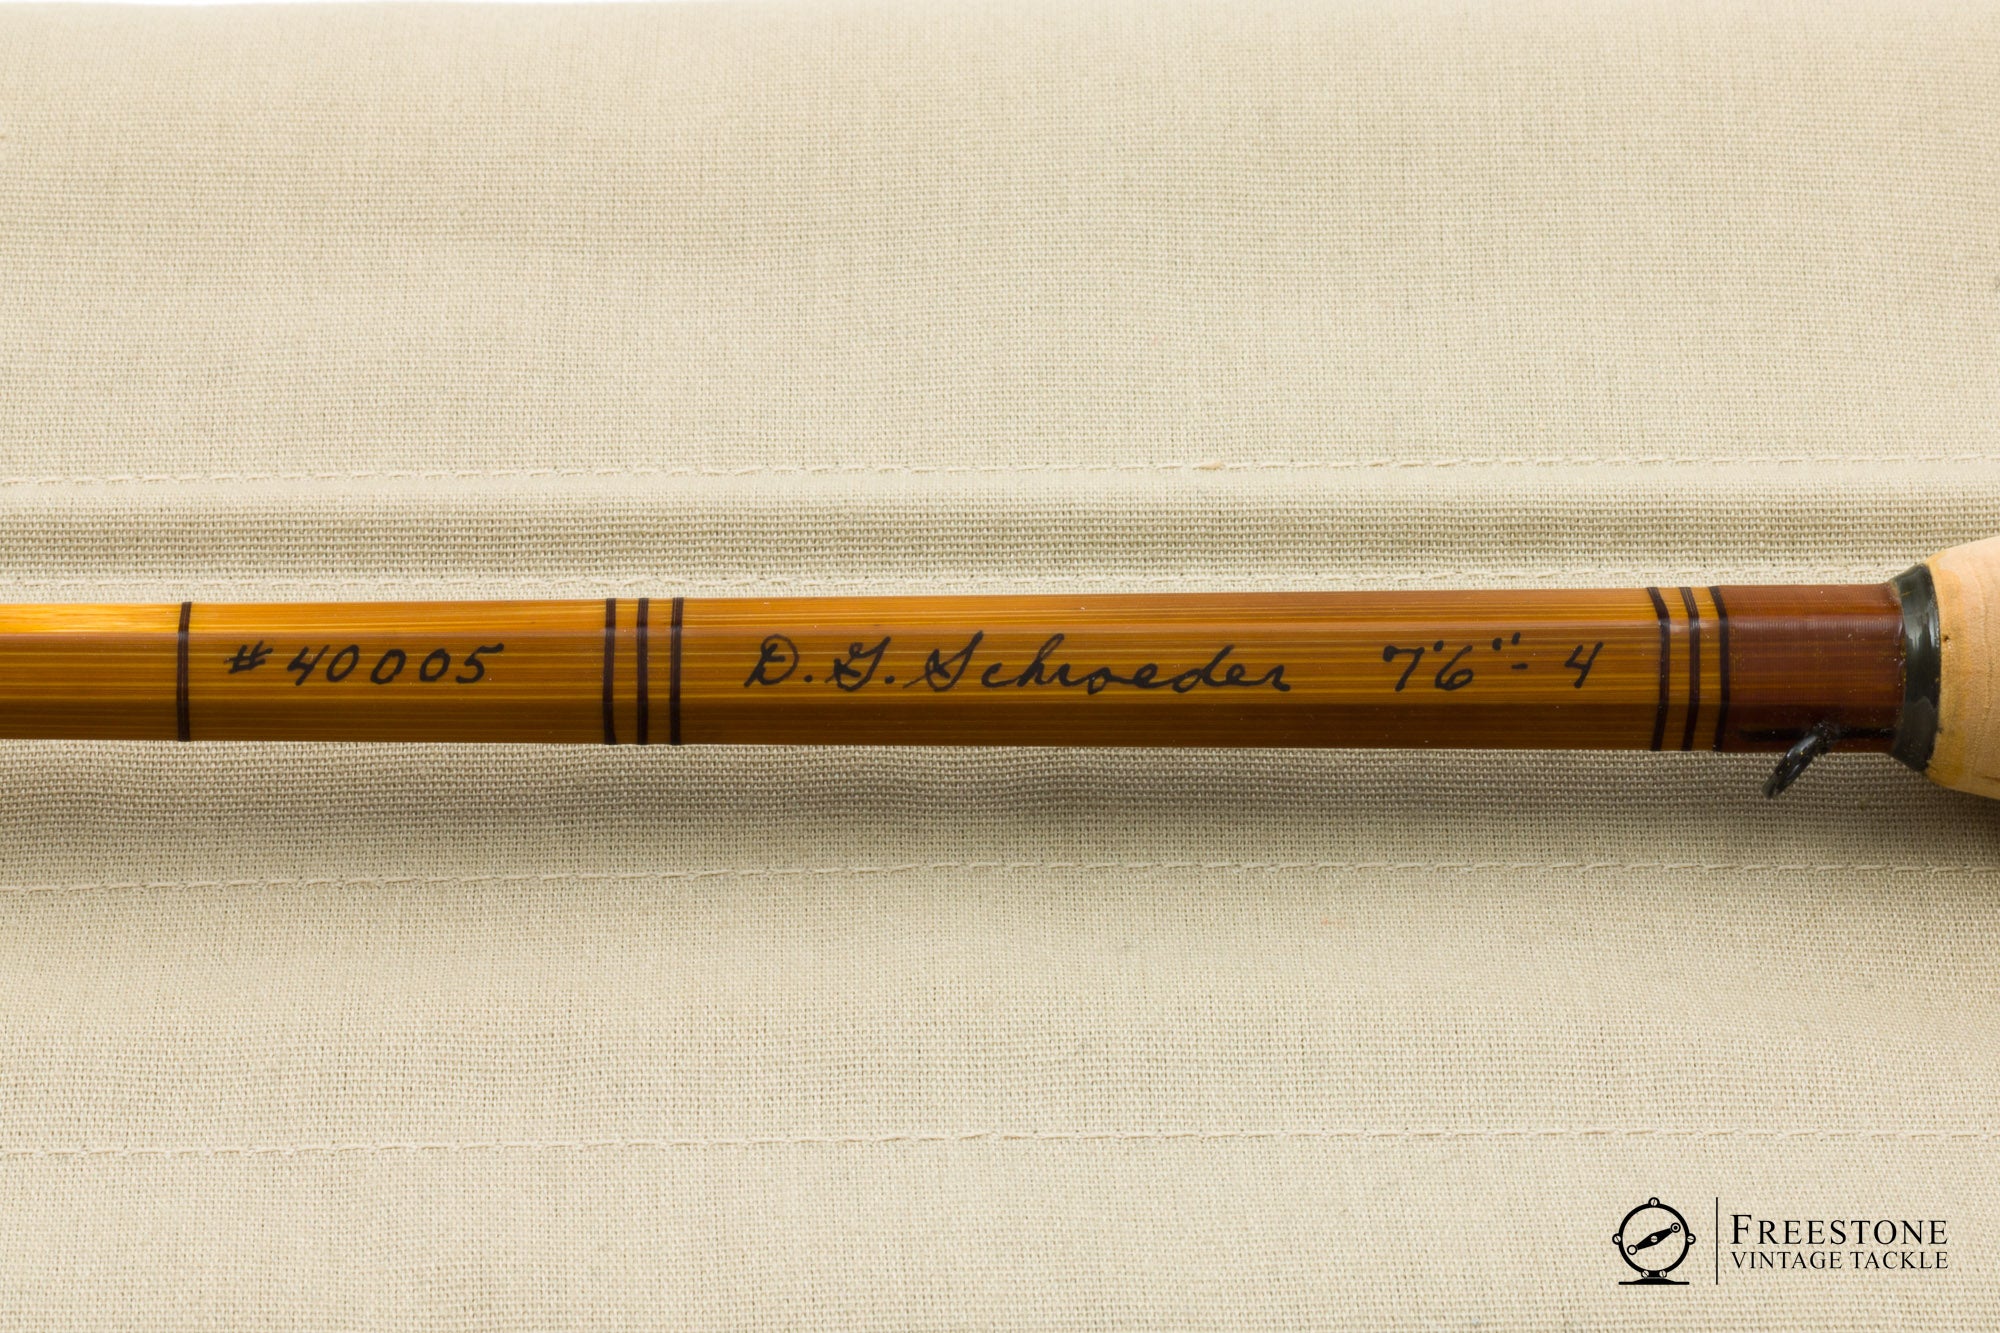 #40005 D.G. Schroeder 7'6"-4
FREESTONE
VINTAGE TACKLE